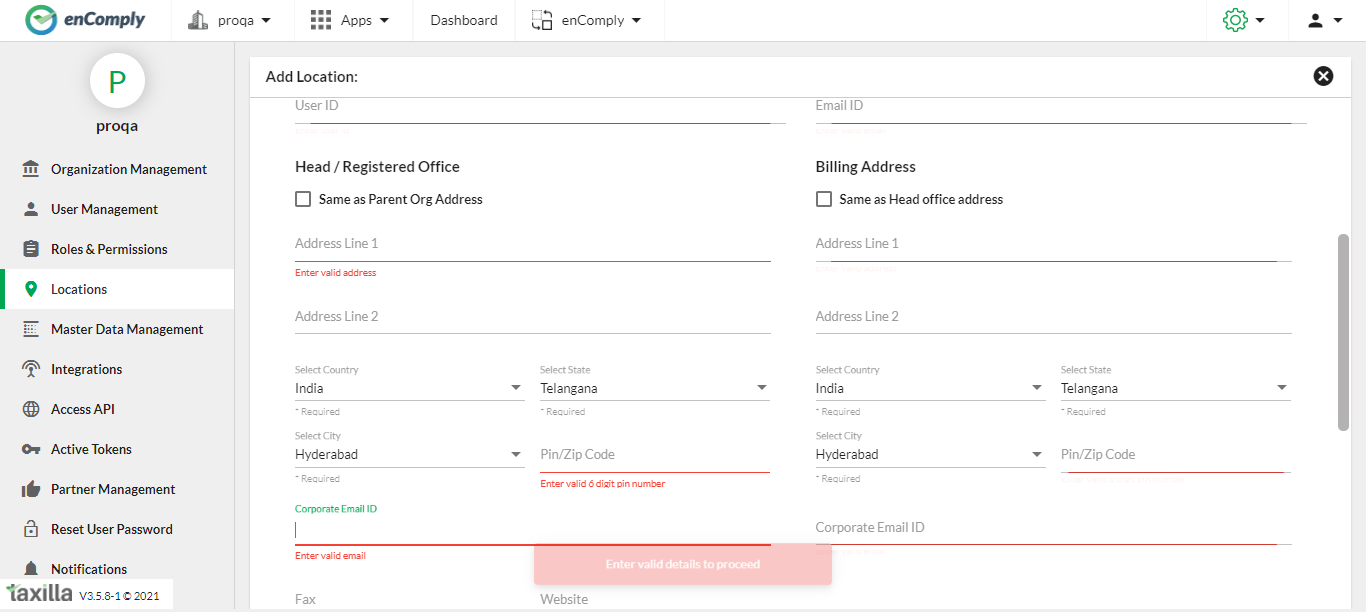 enComply proqa Apps Dashboard enComply
P
proqa
Organization Management
User Management
Roles & Permissions
Locations
Master Data Management
Integrations
Access API
Active Tokens
Partner Management
Reset User Password
Notifications
taxilla V3.5.8-1 © 2021
Add Location:
User ID Email ID
Head / Registered Office Billing Address
Same as Parent Org Address Same as Head office address
Address Line 1 Address Line 1
Enter valid address
Address Line 2 Address Line 2
Select Country Select State Select Country Select State
India Telangana India Telangana
* Required * Required * Required * Required
Select City Select City
Hyderabad Pin/Zip Code Hyderabad Pin/Zip Code
* Required Enter valid 6 digit pin number * Required
Corporate Email ID
Corporate Email ID
Enter valid email
Enter valid details to proceed
Fax Website